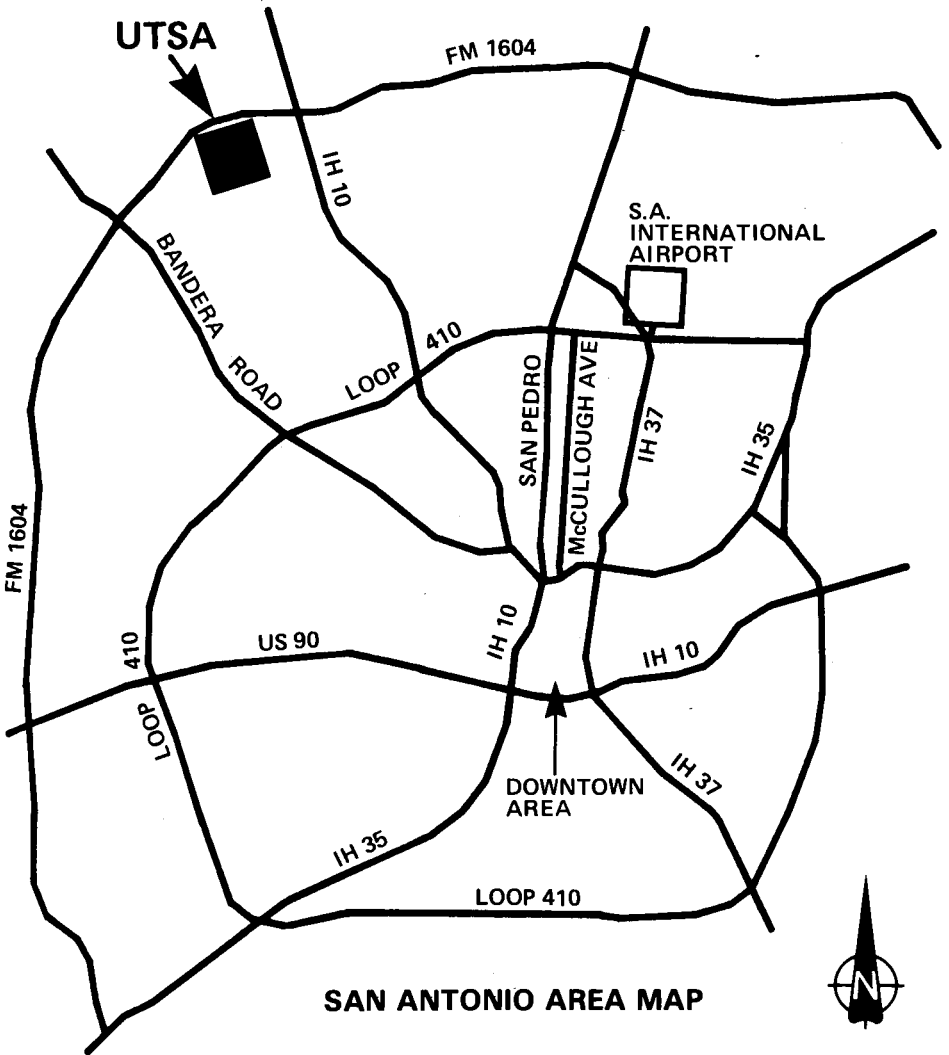 UTSA
FM 1604
IH 10
S.A.
INTERNATIONAL
AIRPORT
BANDERA
ROAD
LOOP
410
SAN PEDRO
McCULLOUGH AVE
IH 37
IH 35
FM 1604
410
LOOP
US 90
IH 10
IH 10
DOWNTOWN
AREA
IH 37
IH 35
LOOP 410
N
SAN ANTONIO AREA MAP